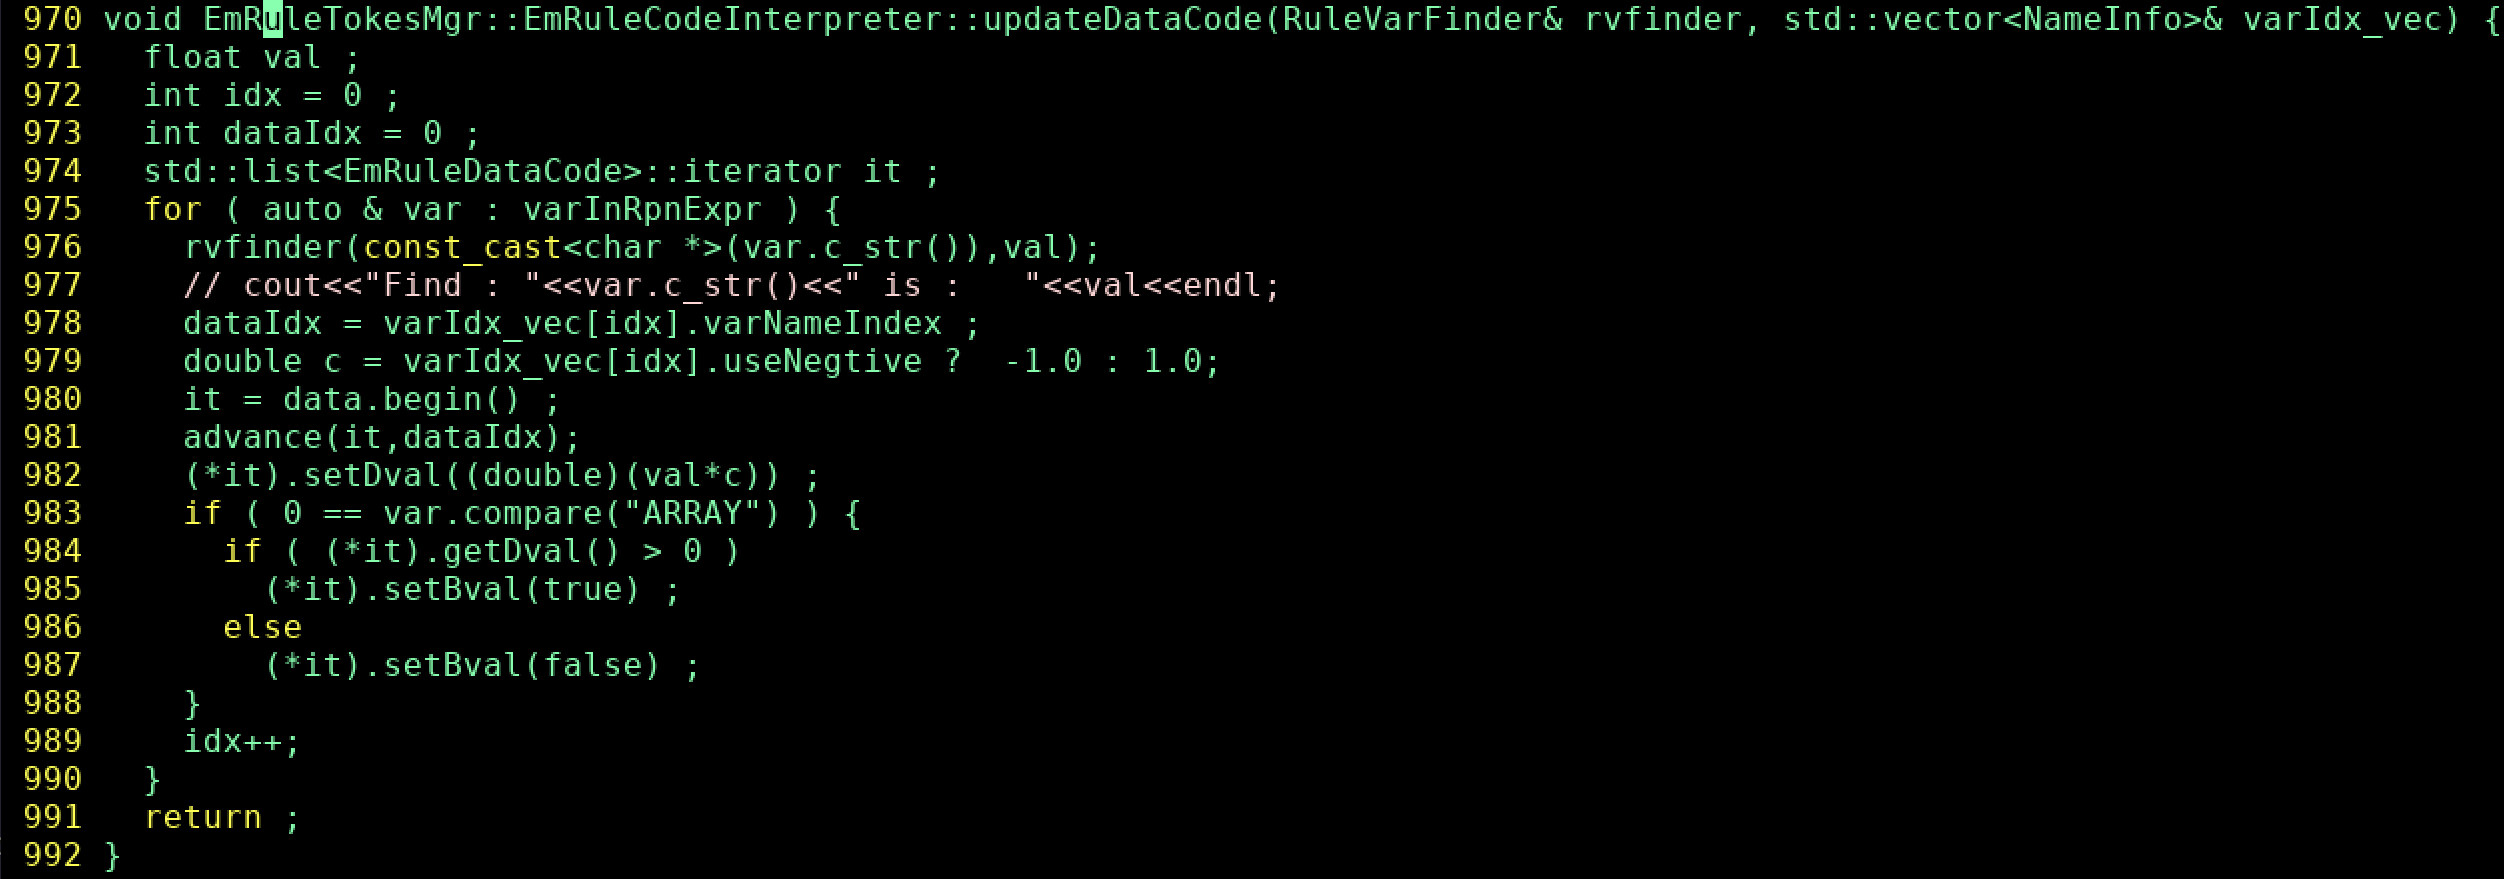 970 void EmRuleTokesMgr::EmRuleCodeInterpreter::updateDataCode(RuleVarFinder& rvfinder, std::vector<NameInfo>& varIdx_vec) {
971   float val ;
972   int idx = 0 ;
973   int dataIdx = 0 ;
974   std::list<EmRuleDataCode>::iterator it ;
975   for ( auto & var : varInRpnExpr ) {
976     rvfinder(const_cast<char *>(var.c_str()),val);
977     // cout<<"Find : "<<var.c_str()<<" is :   "<<val<<endl;
978     dataIdx = varIdx_vec[idx].varNameIndex ;
979     double c = varIdx_vec[idx].useNegtive ?  -1.0 : 1.0;
980     it = data.begin() ;
981     advance(it,dataIdx);
982     (*it).setDval((double)(val*c)) ;
983     if ( 0 == var.compare("ARRAY") ) {
984       if ( (*it).getDval() > 0 )
985         (*it).setBval(true) ;
986       else
987         (*it).setBval(false) ;
988     }
989     idx++;
990   }
991   return ;
992 }